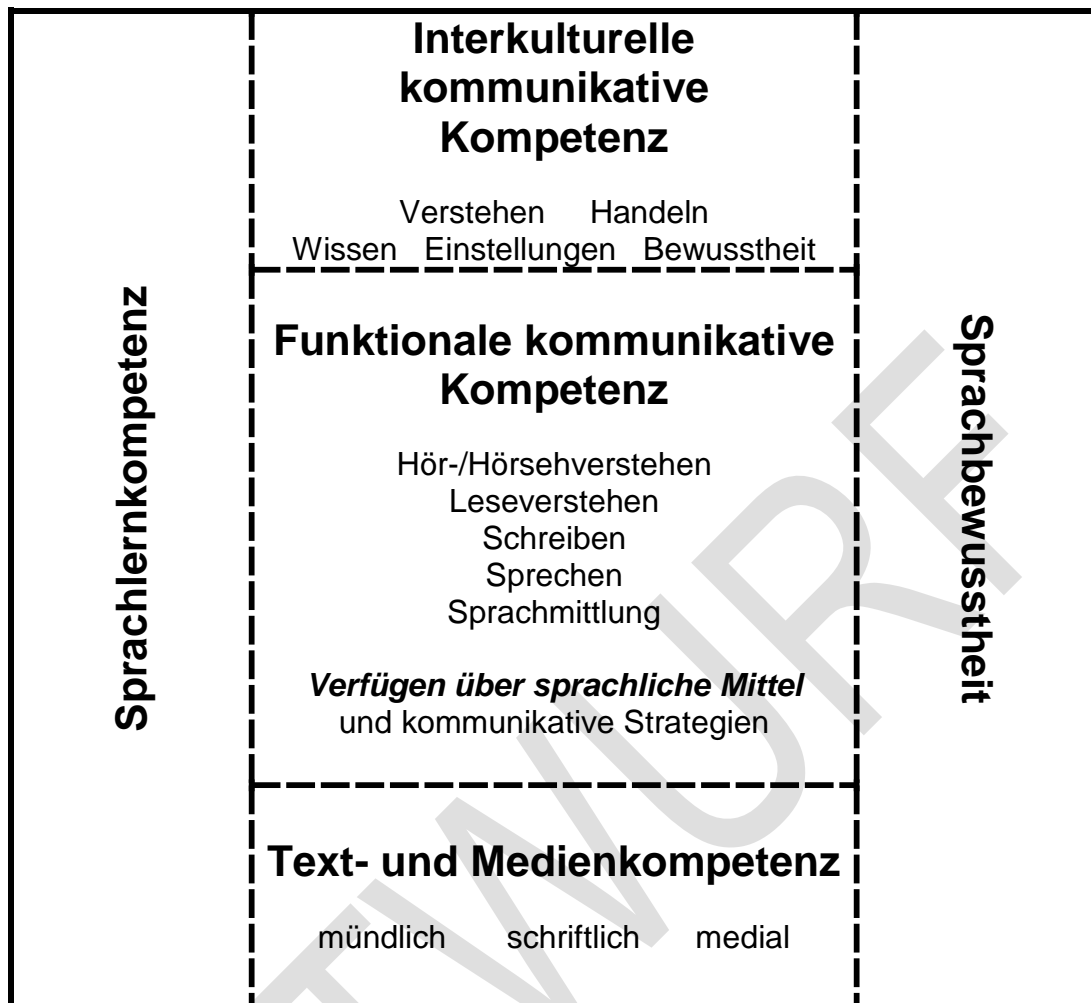 Interkulturelle
kommunikative
Kompetenz
Verstehen Handeln
Wissen Einstellungen Bewusstheit
Sprachlernkompetenz
Funktionale kommunikative
Kompetenz
Hör-/Hörsehverstehen
Leseverstehen
Schreiben
Sprechen
Sprachmittlung
Verfügen über sprachliche Mittel
und kommunikative Strategien
Sprachbewusstheit
Text- und Medienkompetenz
mündlich schriftlich medial
TWURF